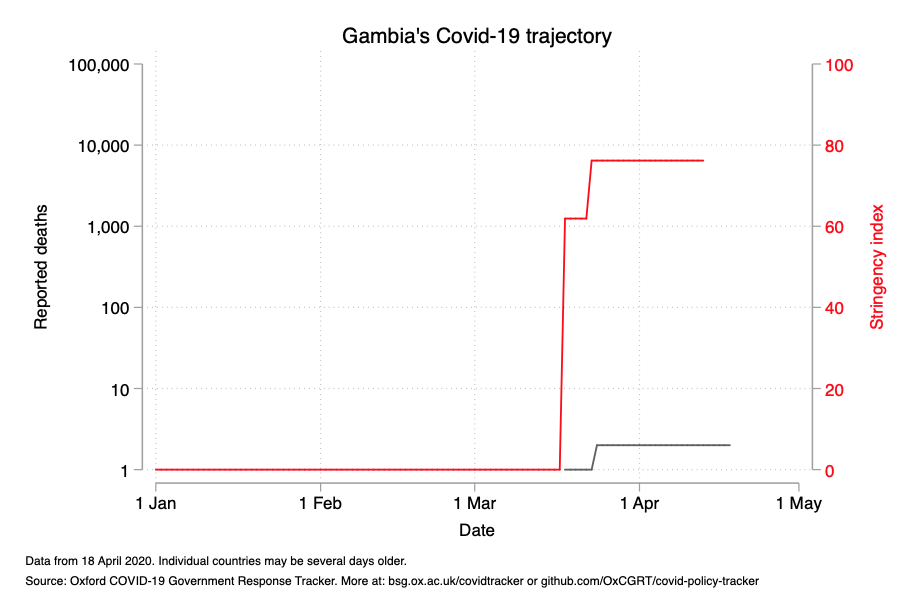 Gambia's Covid-19 trajectory
100,000
10,000
1,000
100
10
1
Reported deaths
100
80
60
40
20
0
Stringency index
1 Jan 1 Feb 1 Mar 1 Apr 1 May
Date
Data from 18 April 2020. Individual countries may be several days older.
Source: Oxford COVID-19 Government Response Tracker. More at: bsg.ox.ac.uk/covidtracker or github.com/OxCGRT/covid-policy-tracker